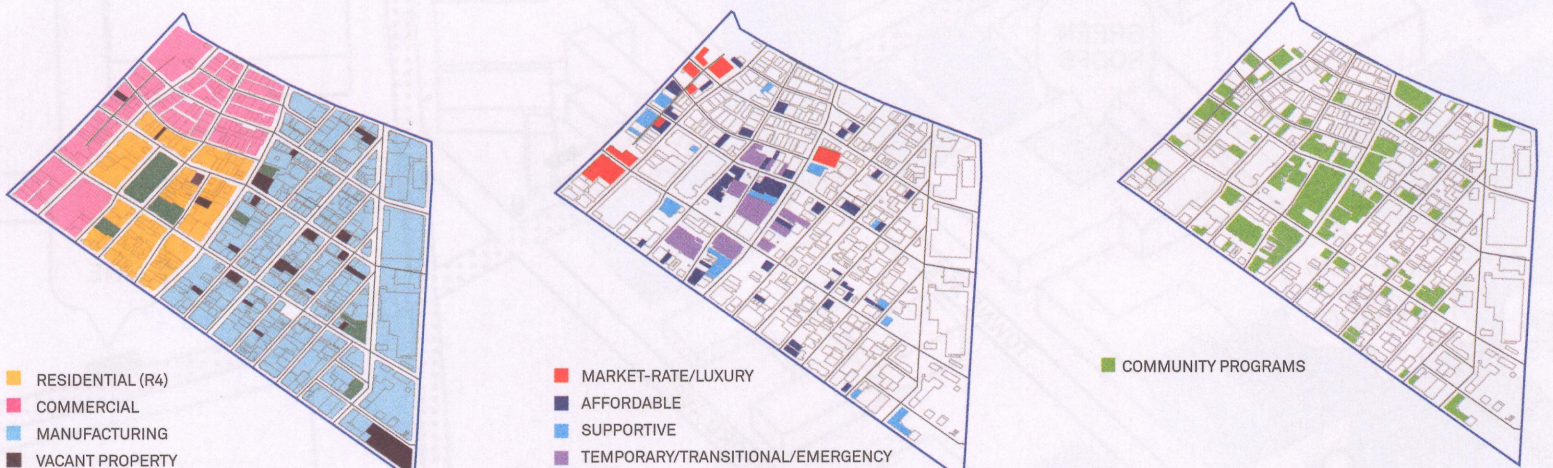 RESIDENTIAL (R4)
COMMERCIAL
MANUFACTURING
VACANT PROPERTY
MARKET-RATE/LUXURY
AFFORDABLE
SUPPORTIVE
TEMPORARY/TRANSITIONAL/EMERGENCY
COMMUNITY PROGRAMS